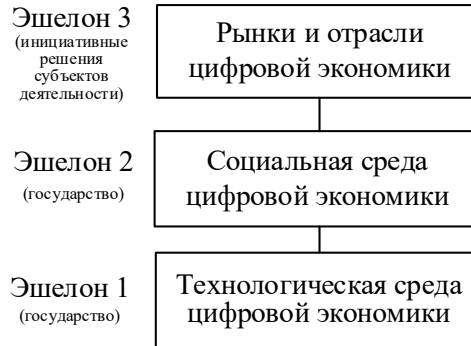 Эшелон 3
(инициативные
решения
субъектов
деятельности)
Рынки и отрасли
цифровой экономики
Эшелон 2
(государство)
Социальная среда
цифровой экономики
Эшелон 1
(государство)
Технологическая среда
цифровой экономики